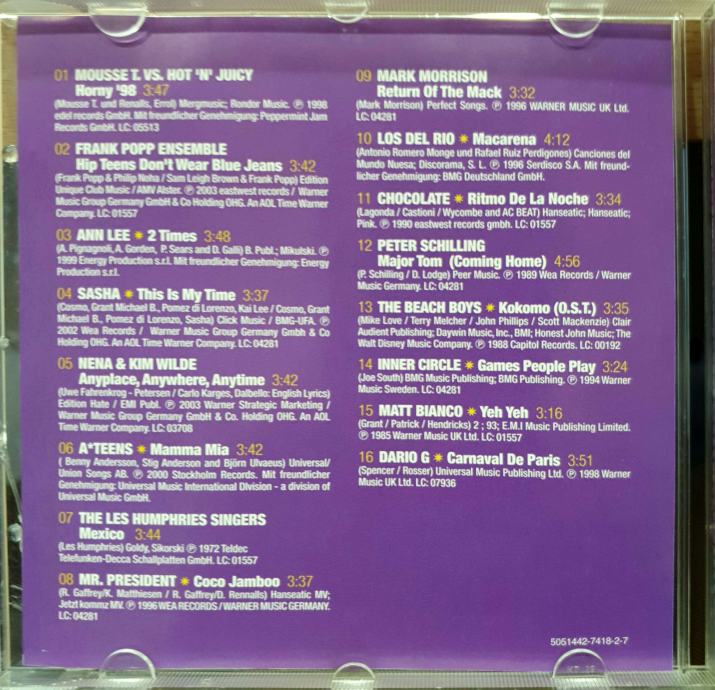 01 MOUSSE T. VS. HOT 'N' JUICY
Horny '98 3:47
(Mousse T. und Renalls, Errol) Mergmusic; Rondor Music. Ⓟ 1998
edel records GmbH. Mit freundlicher Genehmigung: Peppermint Jam
Records GmbH. LC: 05513
02 FRANK POPP ENSEMBLE
Hip Teens Don't Wear Blue Jeans 3:42
(Frank Popp & Philip Noha / Sam Leigh Brown & Frank Popp) Edition
Unique Club Music / AMV Alster. Ⓟ 2003 eastwest records / Warner
Music Group Germany GmbH & Co Holding OHG. An AOL Time Warner
Company. LC: 01557
03 ANN LEE ✷ 2 Times 3:48
(A. Pignagnoli, A. Gorden, P. Sears and D. Galli) B. Publ.; Mikulski. Ⓟ
1999 Energy Production s.r.l. Mit freundlicher Genehmigung: Energy
Production s.r.l.
04 SASHA ✷ This Is My Time 3:37
(Cosmo, Grant Michael B., Pomez di Lorenzo, Kai Lee / Cosmo, Grant
Michael B., Pomez di Lorenzo, Sasha) Click Music / BMG-UFA. Ⓟ
2002 Wea Records / Warner Music Group Germany GmbH & Co
Holding OHG. An AOL Time Warner Company. LC: 04281
05 NENA & KIM WILDE
Anyplace, Anywhere, Anytime 3:42
(Uwe Fahrenkrog - Petersen / Carlo Karges, Dalbello: English Lyrics)
Edition Hate / EMI Publ. Ⓟ 2003 Warner Strategic Marketing /
Warner Music Group Germany GmbH & Co. Holding OHG. An AOL
Time Warner Company. LC: 03708
06 A*TEENS ✷ Mamma Mia 3:42
( Benny Andersson, Stig Anderson and Björn Ulvaeus) Universal/
Union Songs AB. Ⓟ 2000 Stockholm Records. Mit freundlicher
Genehmigung: Universal Music International Division - a division of
Universal Music GmbH.
07 THE LES HUMPHRIES SINGERS
Mexico 3:44
(Les Humphries) Goldy, Sikorski Ⓟ 1972 Teldec
Telefunken-Decca Schallplatten GmbH. LC: 01557
08 MR. PRESIDENT ✷ Coco Jamboo 3:37
(R. Gaffrey/K. Matthiesen / R. Gaffrey/D. Rennalls) Hanseatic MV;
Jetzt kommz MV. Ⓟ 1996 WEA RECORDS / WARNER MUSIC GERMANY.
LC: 04281
09 MARK MORRISON
Return Of The Mack 3:32
(Mark Morrison) Perfect Songs. Ⓟ 1996 WARNER MUSIC UK Ltd.
LC: 04281
10 LOS DEL RIO ✷ Macarena 4:12
(Antonio Romero Monge und Rafael Ruiz Perdigones) Canciones del
Mundo Nuesa; Discorama, S. L. Ⓟ 1996 Serdisco S.A. Mit freund-
licher Genehmigung: BMG Deutschland GmbH.
11 CHOCOLATE ✷ Ritmo De La Noche 3:34
(Lagonda / Castioni / Wycombe and AC BEAT) Hanseatic; Hanseatic;
Pink. Ⓟ 1990 eastwest records gmbh. LC: 01557
12 PETER SCHILLING
Major Tom (Coming Home) 4:56
(P. Schilling / D. Lodge) Peer Music. Ⓟ 1989 Wea Records / Warner
Music Germany. LC: 04281
13 THE BEACH BOYS ✷ Kokomo (O.S.T.) 3:35
(Mike Love / Terry Melcher / John Phillips / Scott Mackenzie) Clair
Audient Publishing; Daywin Music, Inc., BMI; Honest John Music; The
Walt Disney Music Company. Ⓟ 1988 Capitol Records. LC: 00192
14 INNER CIRCLE ✷ Games People Play 3:24
(Joe South) BMG Music Publishing; BMG Publishing. Ⓟ 1994 Warner
Music Sweden. LC: 04281
15 MATT BIANCO ✷ Yeh Yeh 3:16
(Grant / Patrick / Hendricks) 2 ; 93; E.M.I Music Publishing Limited.
Ⓟ 1985 Warner Music UK Ltd. LC: 01557
16 DARIO G ✷ Carnaval De Paris 3:51
(Spencer / Rosser) Universal Music Publishing Ltd. Ⓟ 1998 Warner
Music UK Ltd. LC: 07936
5051442-7418-2-7